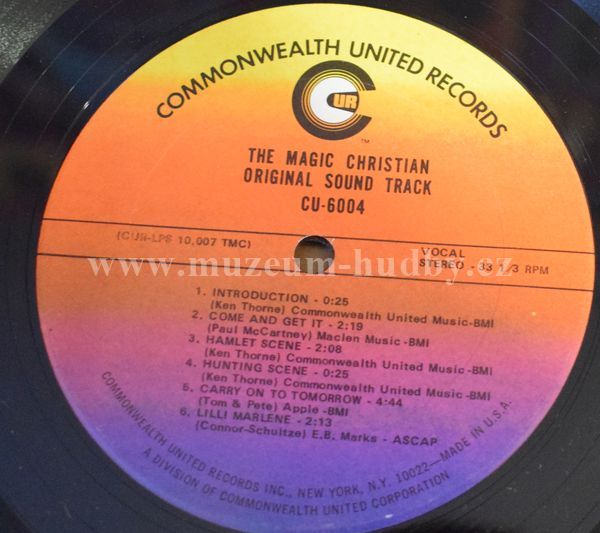 COMMONWEALTH UNITED RECORDS
CUR
TM
THE MAGIC CHRISTIAN
ORIGINAL SOUND TRACK
CU-6004
(CUR-LPS 10,007 TMC)
VOCAL
STEREO - 33 1/3 RPM
www.muzeum-hudby.cz
1. INTRODUCTION - 0:25
(Ken Thorne) Commonwealth United Music-BMI
2. COME AND GET IT - 2:19
(Paul McCartney) Maclen Music -BMI
3. HAMLET SCENE - 2:08
(Ken Thorne) Commonwealth United Music -BMI
4. HUNTING SCENE - 0:25
(Ken Thorne) Commonwealth United Music -BMI
5. CARRY ON TO TOMORROW - 4:44
(Tom & Pete) Apple -BMI
6. LILLI MARLENE - 2:13
(Connor-Schultze) E.B. Marks - ASCAP
COMMONWEALTH UNITED RECORDS INC., NEW YORK, N.Y. 10022—MADE IN U.S.A.
A DIVISION OF COMMONWEALTH UNITED CORPORATION